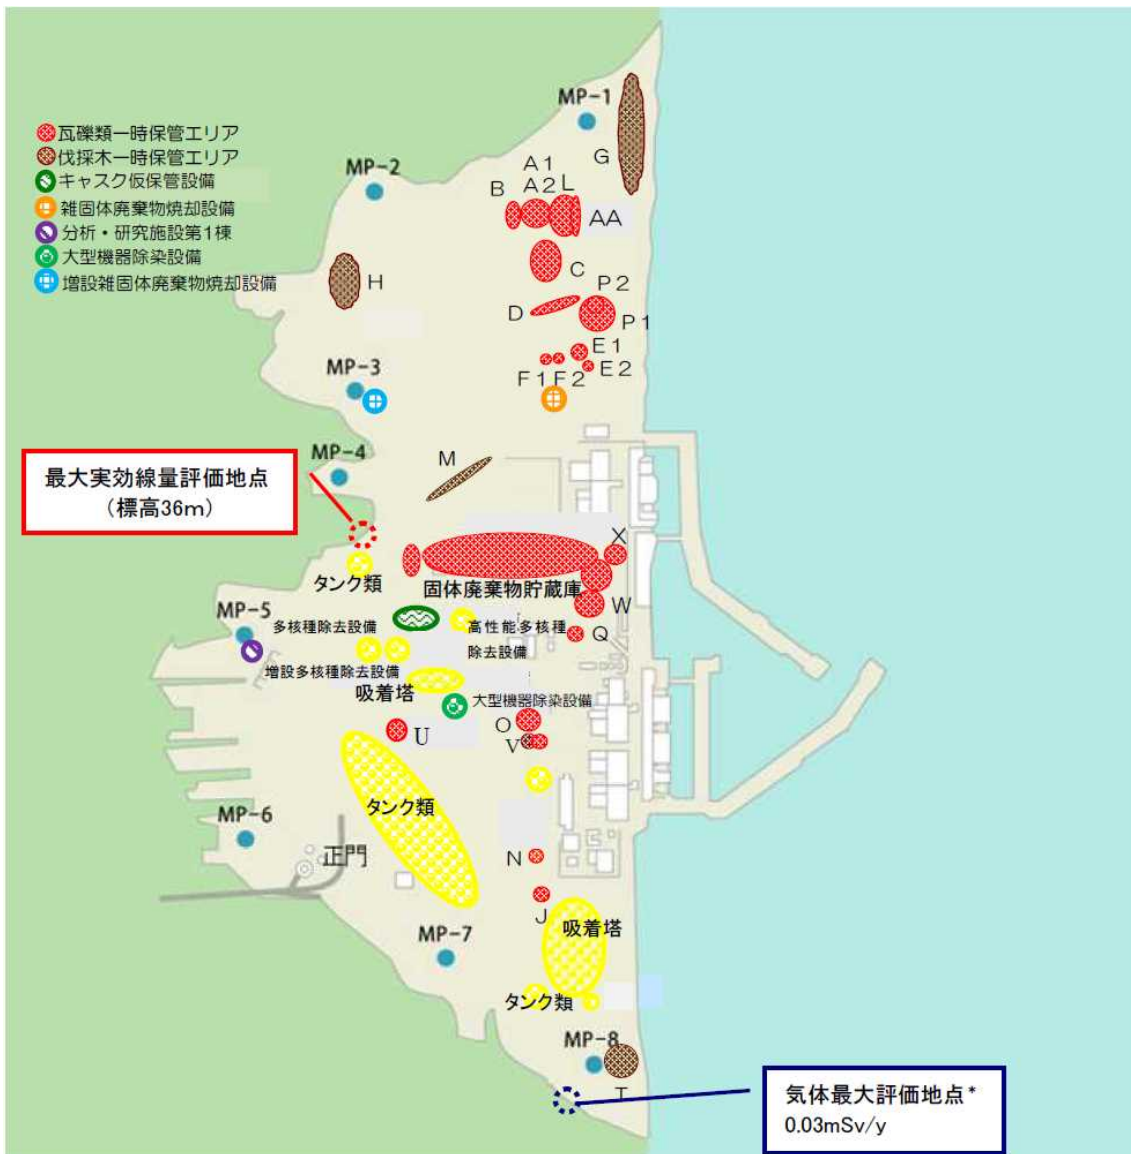 MP-1
瓦礫類一時保管エリア
伐採木一時保管エリア
キャスク仮保管設備
雑固体廃棄物焼却設備
分析・研究施設第1棟
大型機器除染設備
増設雑固体廃棄物焼却設備
MP-2
G
A1
A2
L
B
AA
C
H
P2
D
P1
E1
E2
F1
F2
MP-3
MP-4
M
最大実効線量評価地点
(標高36m)
X
タンク類
固体廃棄物貯蔵庫
W
MP-5
多核種除去設備
高性能多核種
除去設備
Q
増設多核種除去設備
吸着塔
大型機器除染設備
O
U
V
タンク類
MP-6
正門
N
J
吸着塔
MP-7
タンク類
MP-8
T
気体最大評価地点*
0.03mSv/y